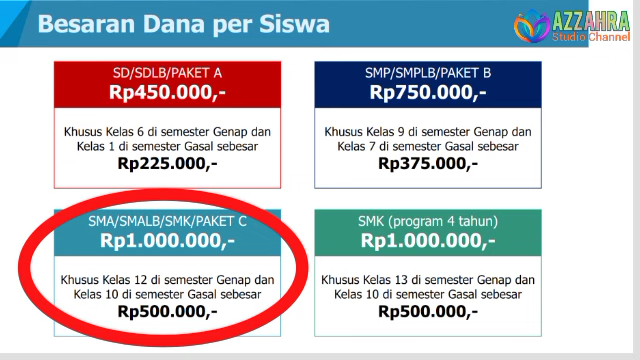 Besaran Dana per Siswa
AZZAHRA
Studio Channel
SD/SDLB/PAKET A
Rp450.000,-
Khusus Kelas 6 di semester Genap dan
Kelas 1 di semester Gasal sebesar
Rp225.000,-
SMP/SMPLB/PAKET B
Rp750.000,-
Khusus Kelas 9 di semester Genap dan
Kelas 7 di semester Gasal sebesar
Rp375.000,-
SMA/SMALB/SMK/PAKET C
Rp1.000.000,-
Khusus Kelas 12 di semester Genap dan
Kelas 10 di semester Gasal sebesar
Rp500.000,-
SMK (program 4 tahun)
Rp1.000.000,-
Khusus Kelas 13 di semester Genap dan
Kelas 10 di semester Gasal sebesar
Rp500.000,-